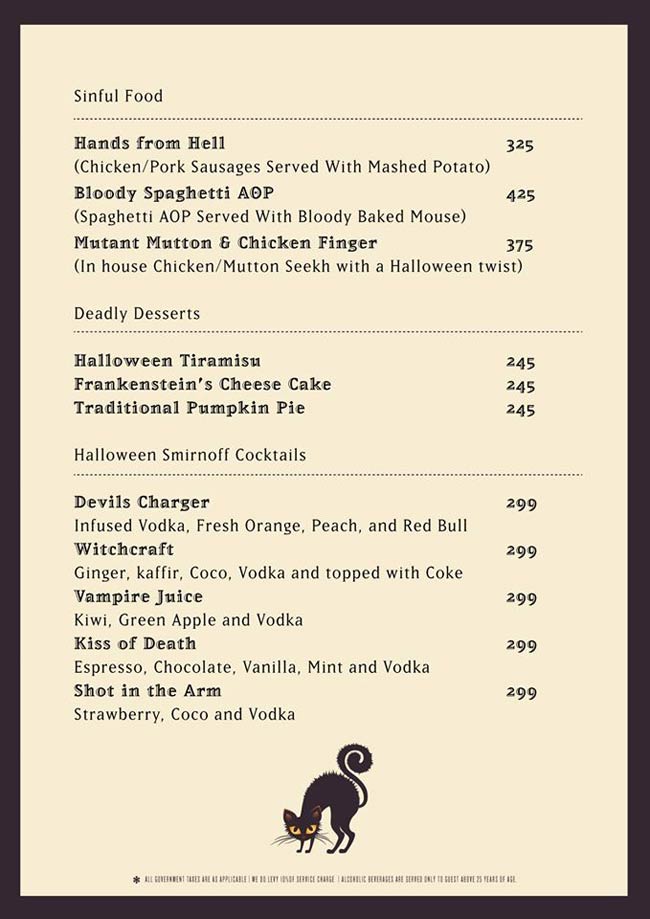 Sinful Food
Hands from Hell 325
(Chicken/Pork Sausages Served With Mashed Potato)
Bloody Spaghetti AOP 425
(Spaghetti AOP Served With Bloody Baked Mouse)
Mutant Mutton & Chicken Finger 375
(In house Chicken/Mutton Seekh with a Halloween twist)
Deadly Desserts
Halloween Tiramisu 245
Frankenstein's Cheese Cake 245
Traditional Pumpkin Pie 245
Halloween Smirnoff Cocktails
Devils Charger 299
Infused Vodka, Fresh Orange, Peach, and Red Bull
Witchcraft 299
Ginger, kaffir, Coco, Vodka and topped with Coke
Vampire Juice 299
Kiwi, Green Apple and Vodka
Kiss of Death 299
Espresso, Chocolate, Vanilla, Mint and Vodka
Shot in the Arm 299
Strawberry, Coco and Vodka
* ALL GOVERNMENT TAXES ARE AS APPLICABLE | WE DO LEVY 10%OF SERVICE CHARGE | ALCOHOLIC BEVERAGES ARE SERVED ONLY TO GUEST ABOVE 25 YEARS OF AGE.